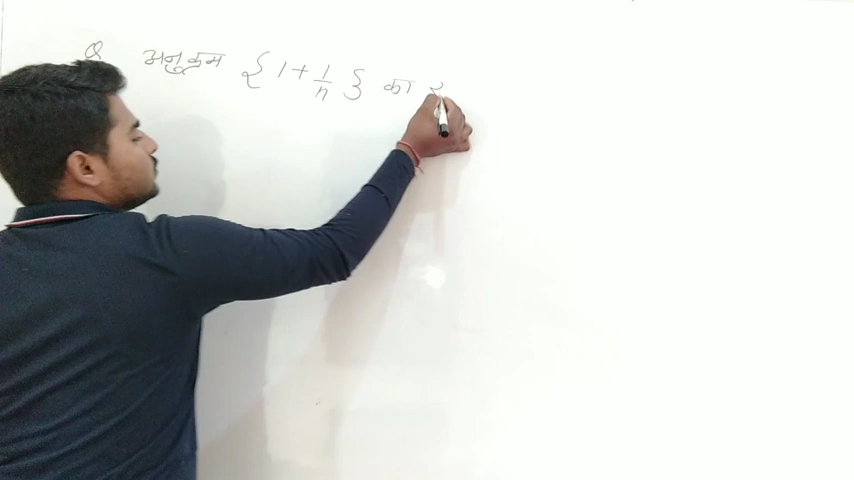 Q अनुक्रम { 1 + 1/n } का